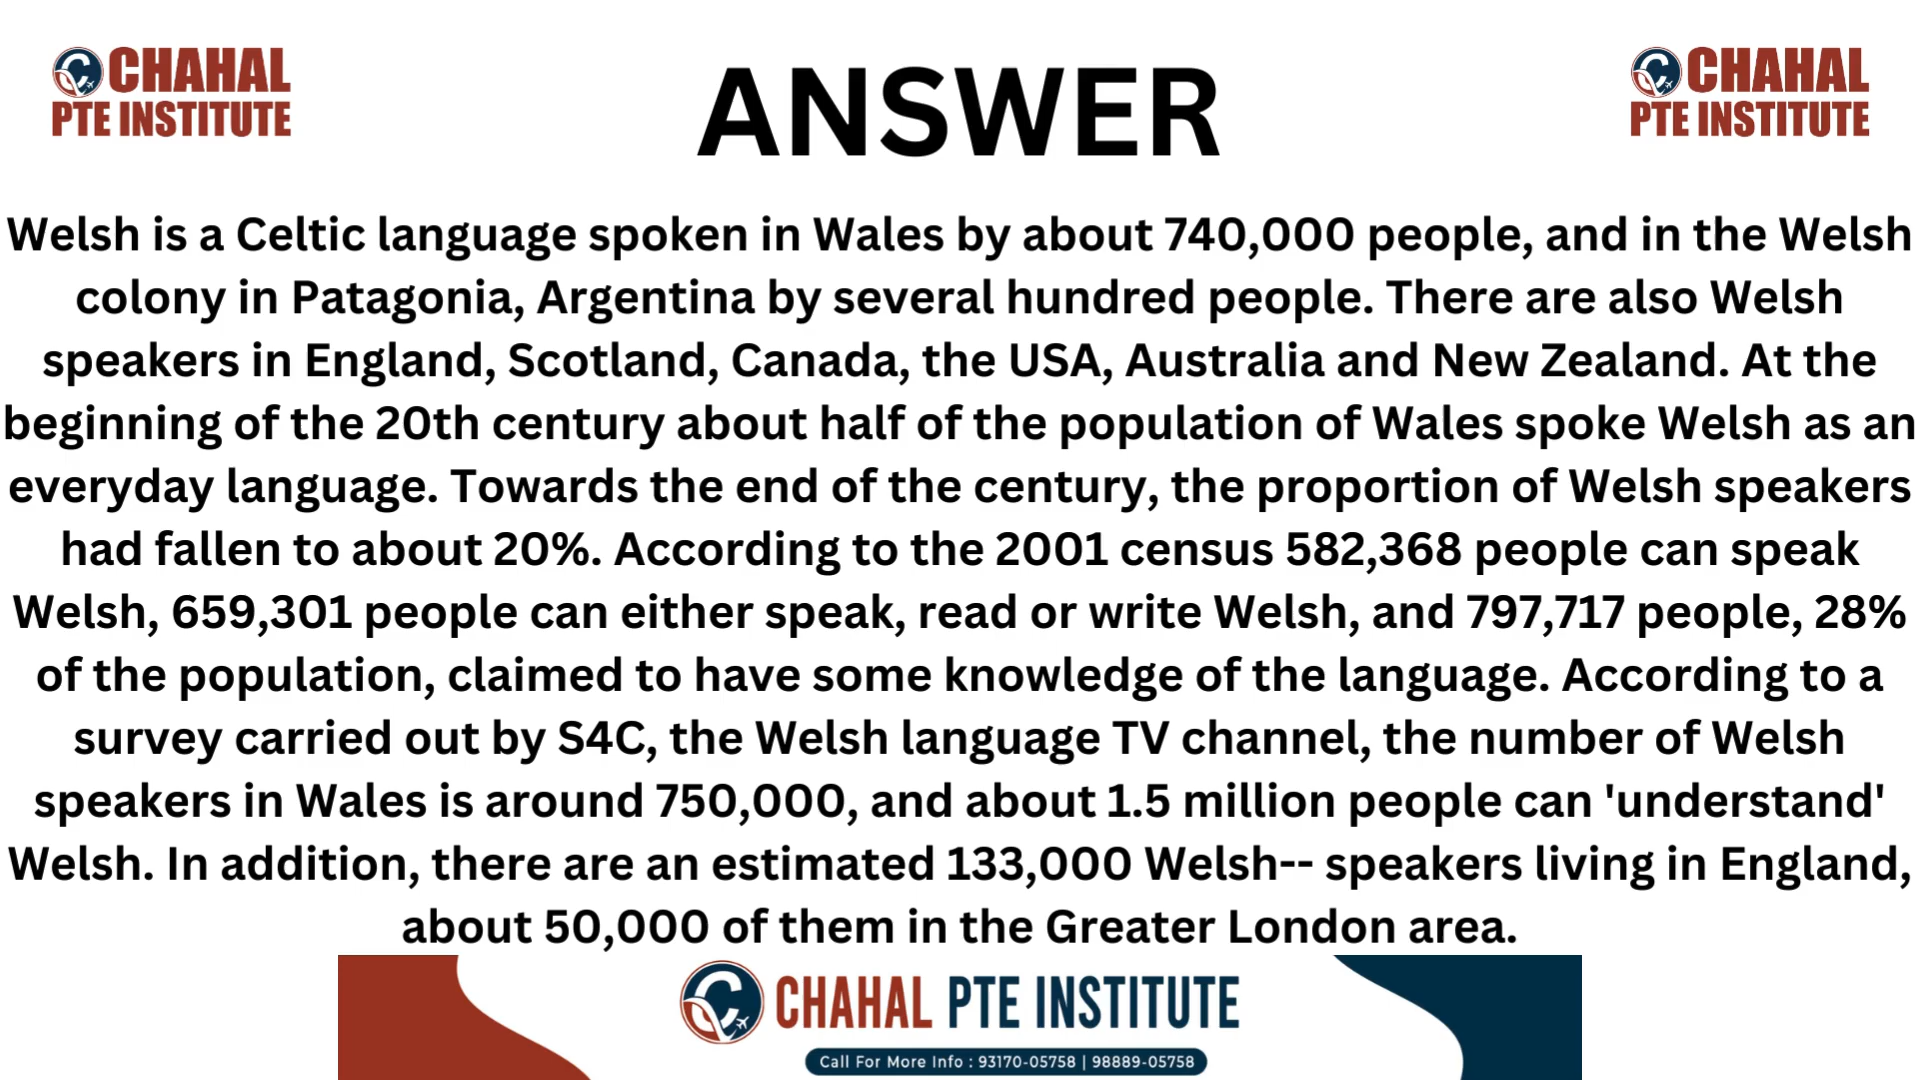 CHAHAL
PTE INSTITUTE
ANSWER
CHAHAL
PTE INSTITUTE
Welsh is a Celtic language spoken in Wales by about 740,000 people, and in the Welsh
colony in Patagonia, Argentina by several hundred people. There are also Welsh
speakers in England, Scotland, Canada, the USA, Australia and New Zealand. At the
beginning of the 20th century about half of the population of Wales spoke Welsh as an
everyday language. Towards the end of the century, the proportion of Welsh speakers
had fallen to about 20%. According to the 2001 census 582,368 people can speak
Welsh, 659,301 people can either speak, read or write Welsh, and 797,717 people, 28%
of the population, claimed to have some knowledge of the language. According to a
survey carried out by S4C, the Welsh language TV channel, the number of Welsh
speakers in Wales is around 750,000, and about 1.5 million people can 'understand'
Welsh. In addition, there are an estimated 133,000 Welsh-- speakers living in England,
about 50,000 of them in the Greater London area.
CHAHAL PTE INSTITUTE
Call For More Info : 93170-05758 | 98889-05758